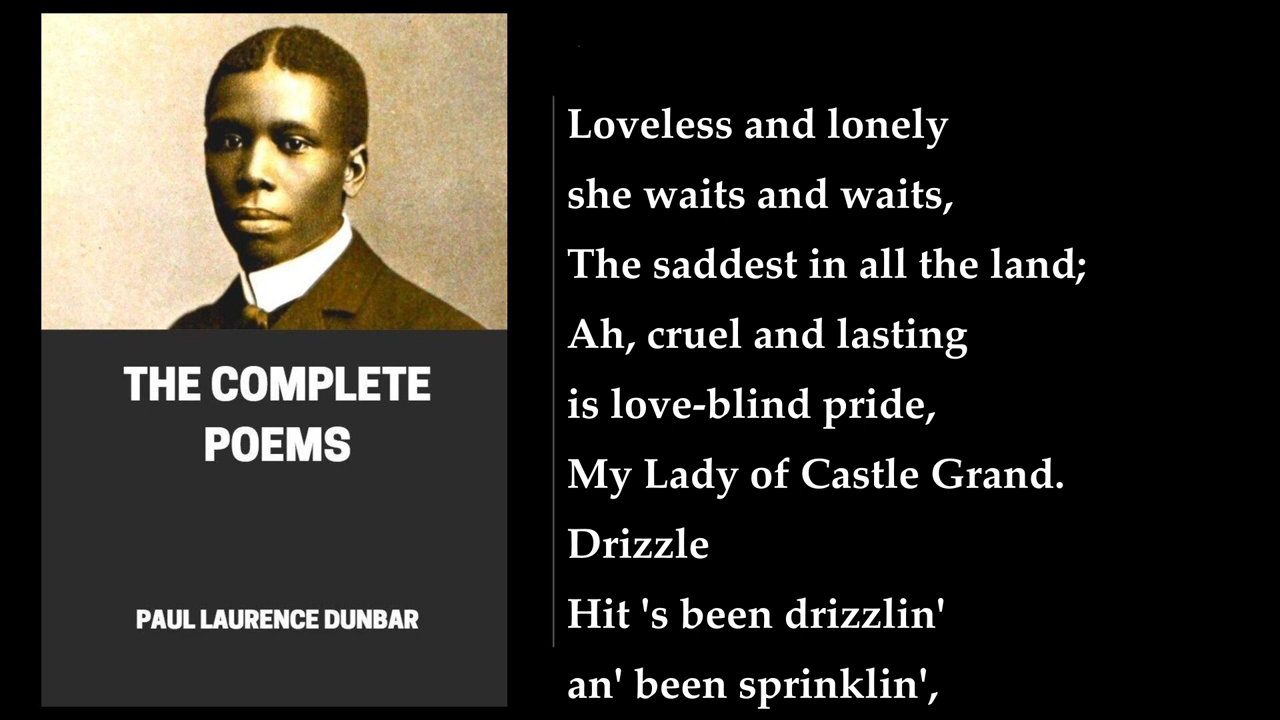 THE COMPLETE
POEMS
PAUL LAURENCE DUNBAR
Loveless and lonely
she waits and waits,
The saddest in all the land;
Ah, cruel and lasting
is love-blind pride,
My Lady of Castle Grand.
Drizzle
Hit 's been drizzlin'
an' been sprinklin',